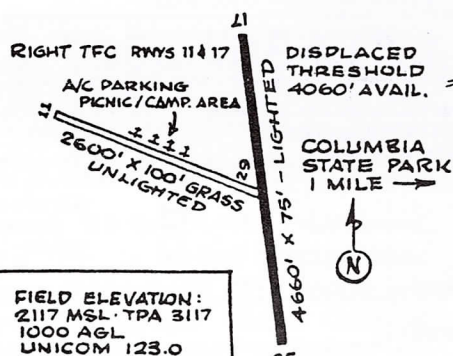 17
RIGHT TFC RWYS 11&17
DISPLACED
THRESHOLD
4060' AVAIL.
A/C PARKING
PICNIC/CAMP. AREA
11
2600' X 100' GRASS
UNLIGHTED
29
4660' X 75' - LIGHTED
COLUMBIA
STATE PARK
1 MILE
N
FIELD ELEVATION:
2117 MSL · TPA 3117
1000 AGL
UNICOM 123.0